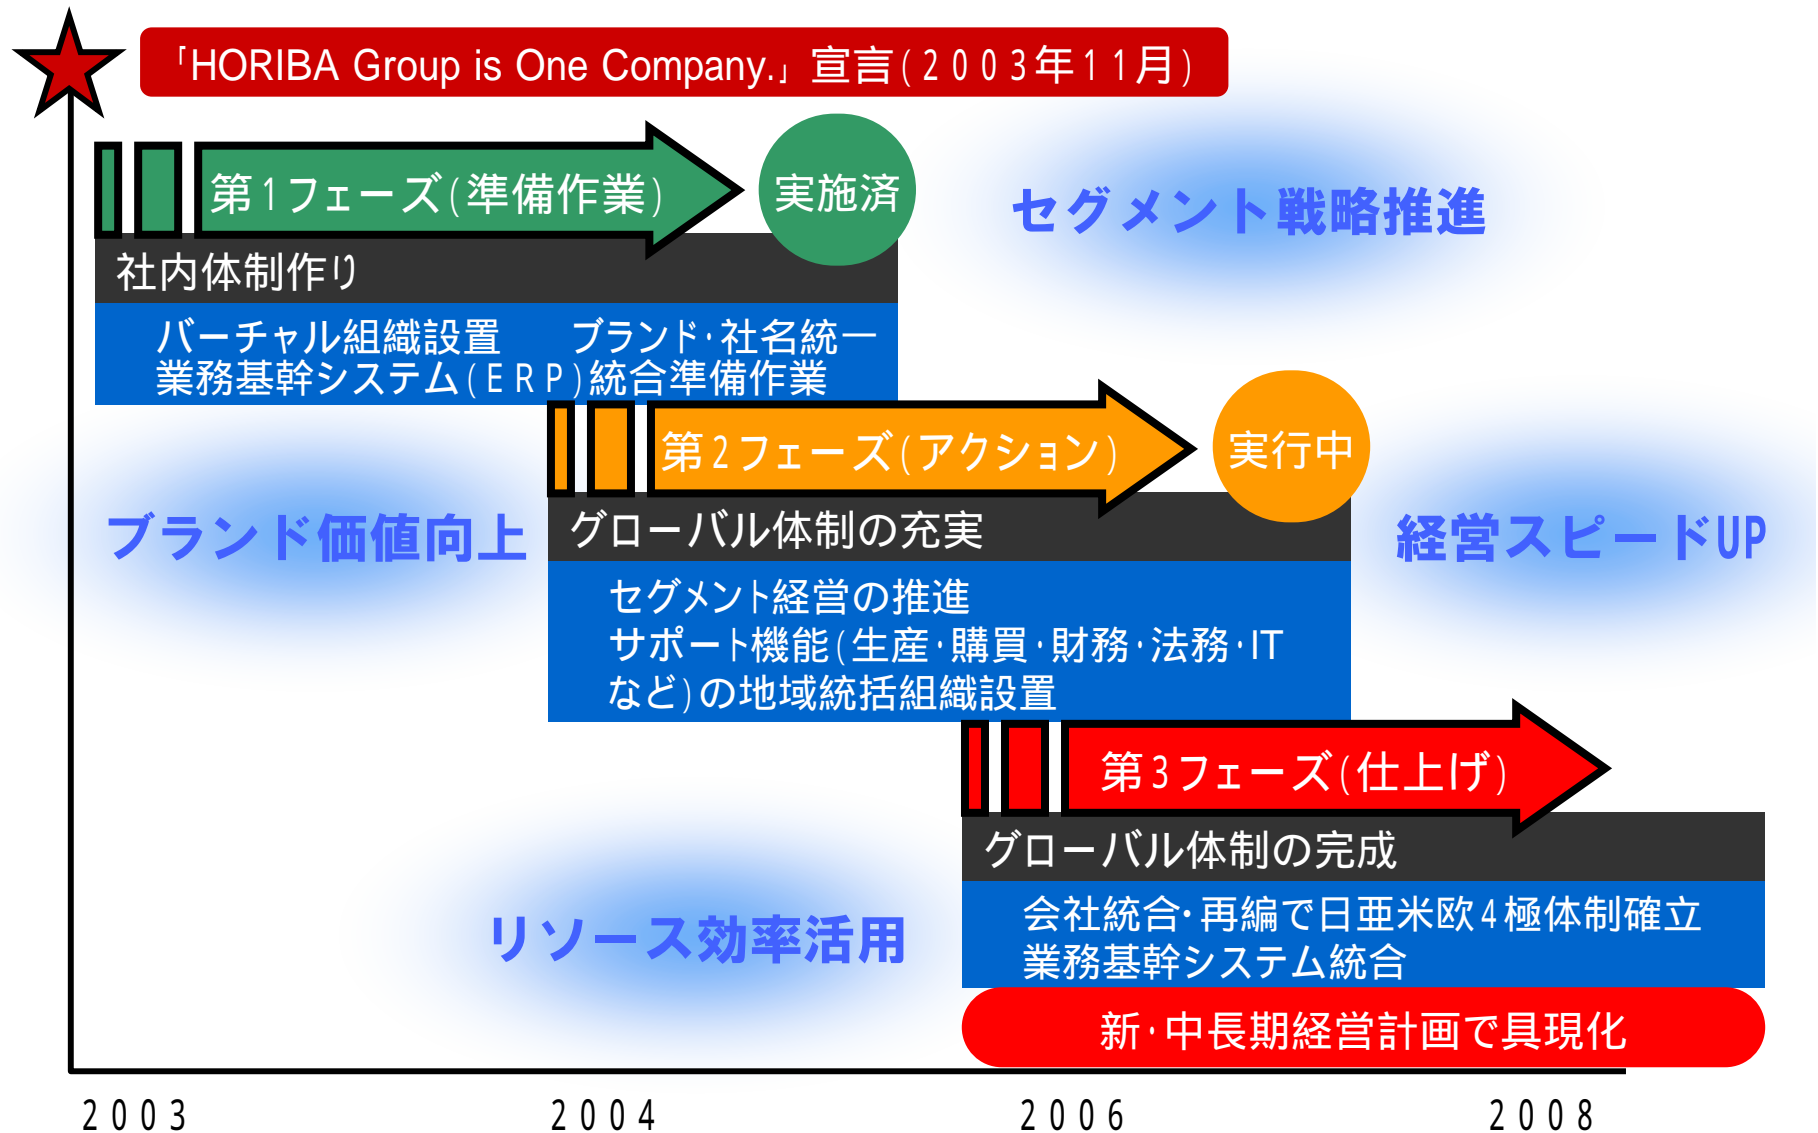 「HORIBA Group is One Company.」宣言(2003年11月)
第1フェーズ(準備作業)
実施済
セグメント戦略推進
社内体制作り
バーチャル組織設置　ブランド・社名統一
業務基幹システム(ERP)統合準備作業
第2フェーズ(アクション)
実行中
ブランド価値向上
グローバル体制の充実
経営スピードUP
セグメント経営の推進
サポート機能(生産・購買・財務・法務・IT
など)の地域統括組織設置
第3フェーズ(仕上げ)
グローバル体制の完成
リソース効率活用
会社統合・再編で日亜米欧4極体制確立
業務基幹システム統合
新・中長期経営計画で具現化
2003 2004 2006 2008